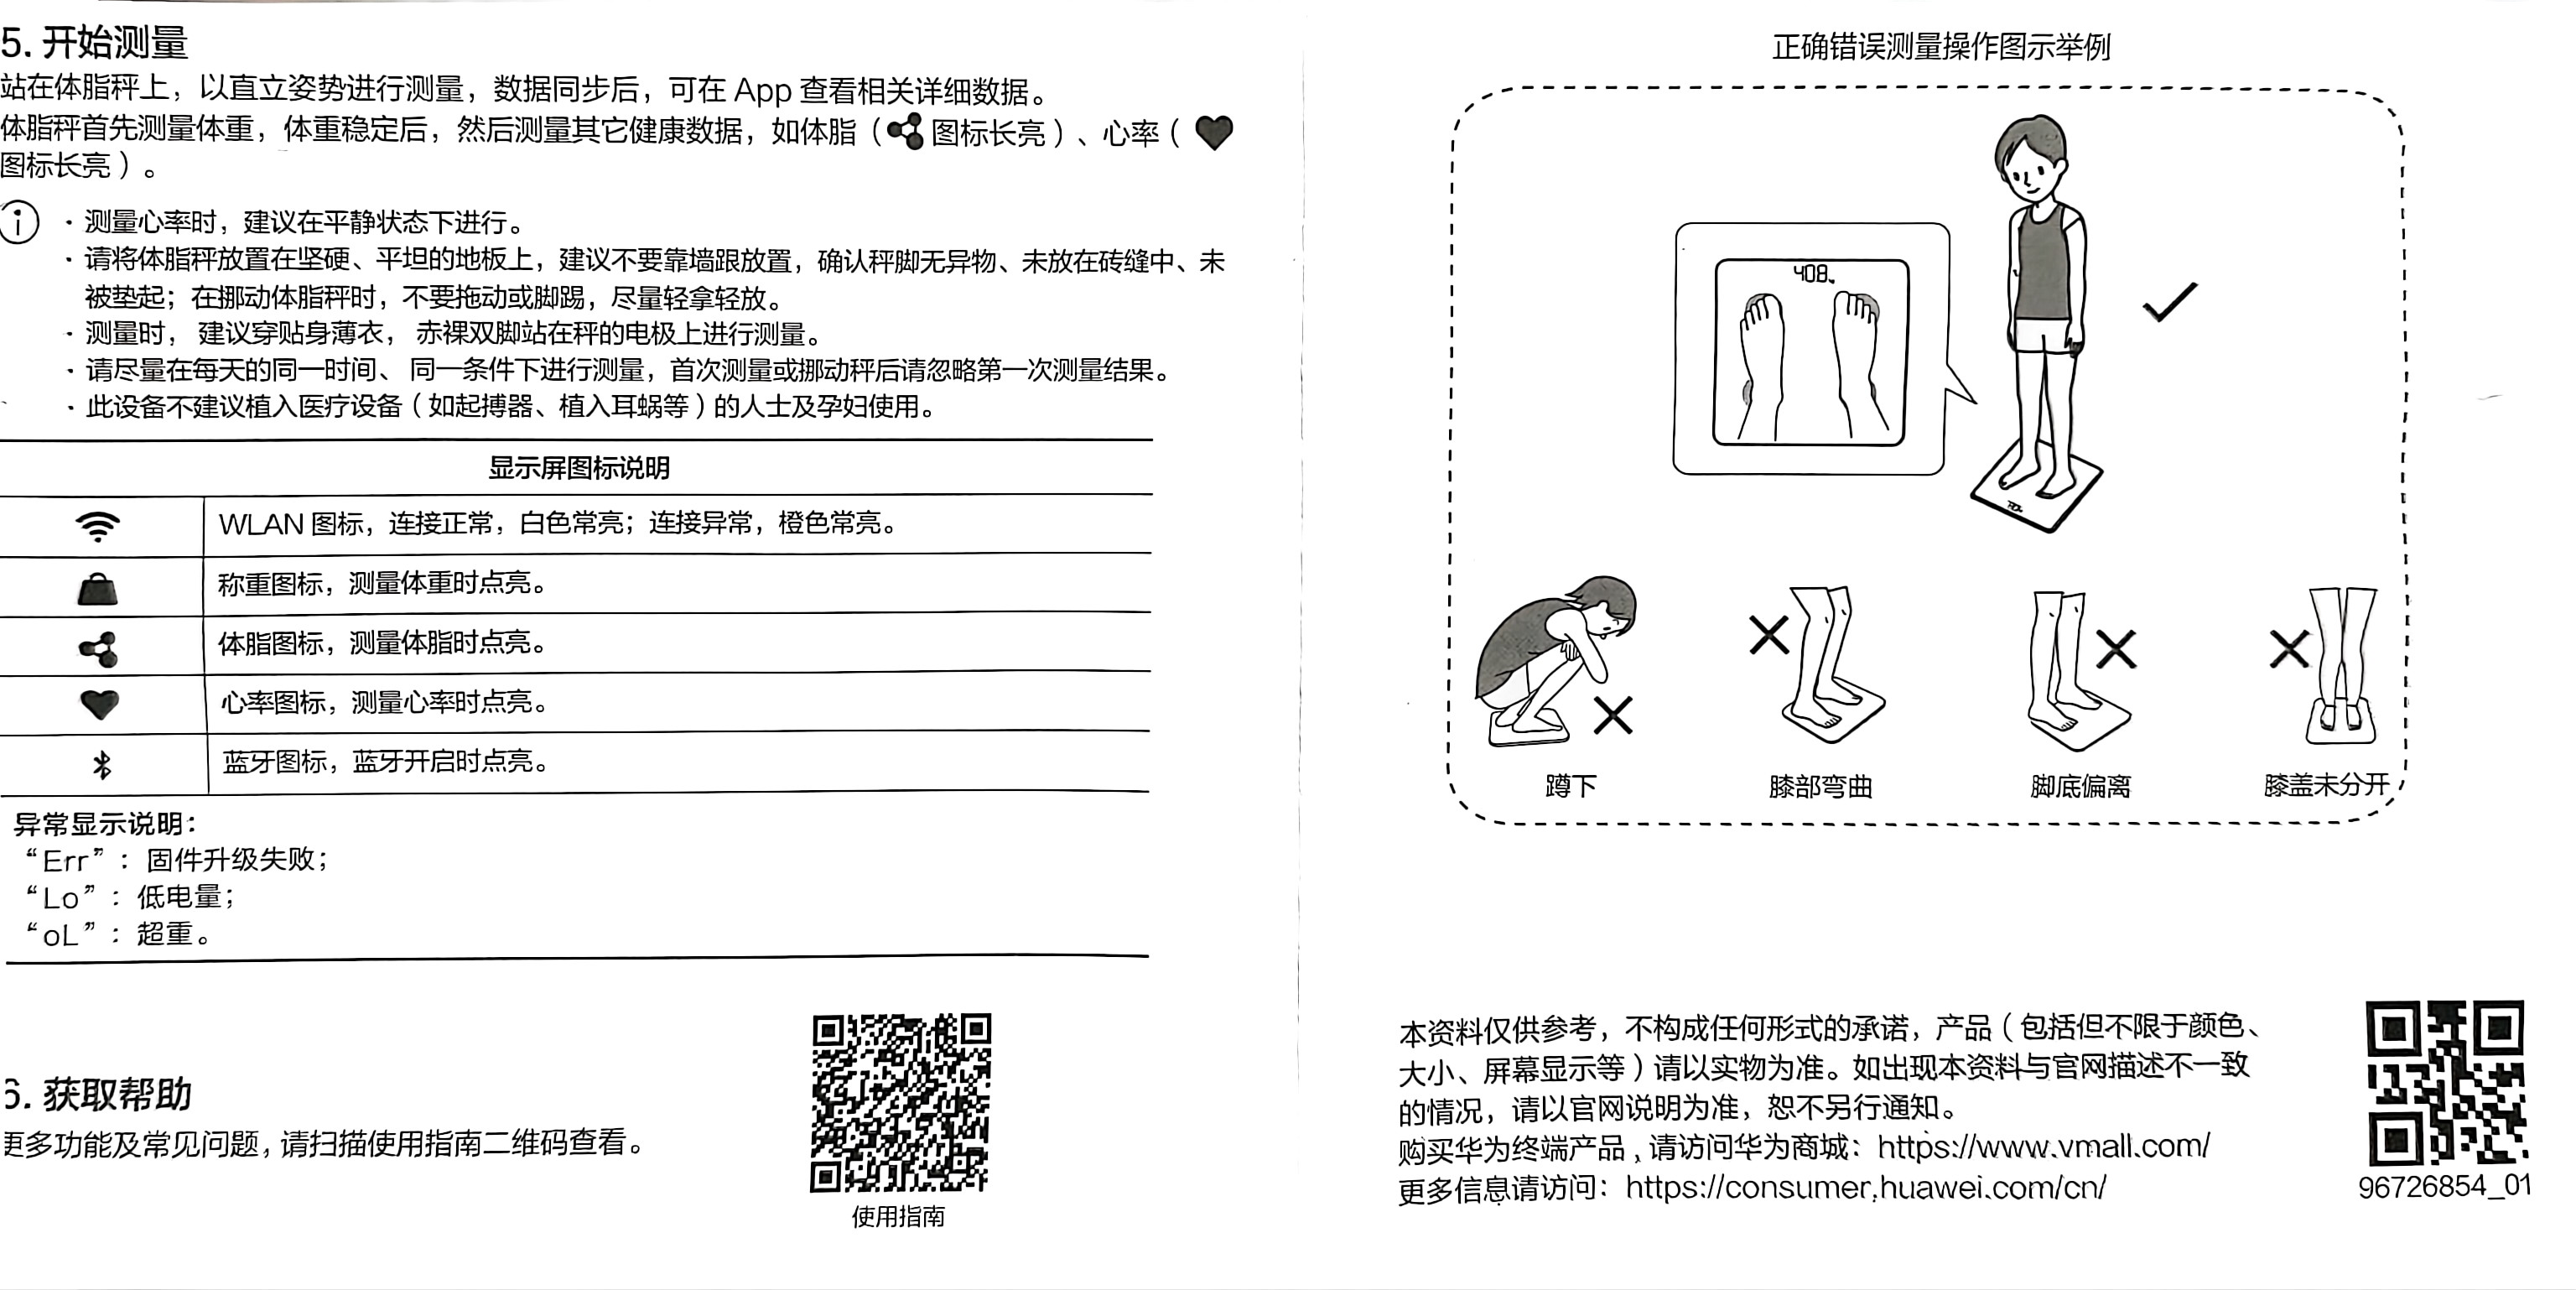 5. 开始测量
站在体脂秤上，以直立姿势进行测量，数据同步后，可在 App 查看相关详细数据。
体脂秤首先测量体重，体重稳定后，然后测量其它健康数据，如体脂（图标长亮）、心率（
图标长亮）。
· 测量心率时，建议在平静状态下进行。
· 请将体脂秤放置在坚硬、平坦的地板上，建议不要靠墙跟放置，确认秤脚无异物、未放在砖缝中、未
被垫起；在挪动体脂秤时，不要拖动或脚踢，尽量轻拿轻放。
· 测量时， 建议穿贴身薄衣， 赤裸双脚站在秤的电极上进行测量。
· 请尽量在每天的同一时间、 同一条件下进行测量，首次测量或挪动秤后请忽略第一次测量结果。
· 此设备不建议植入医疗设备（如起搏器、植入耳蜗等）的人士及孕妇使用。
显示屏图标说明
WLAN 图标，连接正常，白色常亮；连接异常，橙色常亮。
称重图标，测量体重时点亮。
体脂图标，测量体脂时点亮。
心率图标，测量心率时点亮。
蓝牙图标，蓝牙开启时点亮。
异常显示说明：
“Err”：固件升级失败；
“Lo”：低电量；
“oL”：超重。
6. 获取帮助
更多功能及常见问题，请扫描使用指南二维码查看。
使用指南
正确错误测量操作图示举例
408
蹲下
膝部弯曲
脚底偏离
膝盖未分开
本资料仅供参考，不构成任何形式的承诺，产品（包括但不限于颜色、
大小、屏幕显示等）请以实物为准。如出现本资料与官网描述不一致
的情况，请以官网说明为准，恕不另行通知。
购买华为终端产品，请访问华为商城：https://www.vmall.com/
更多信息请访问：https://consumer.huawei.com/cn/
96726854_01